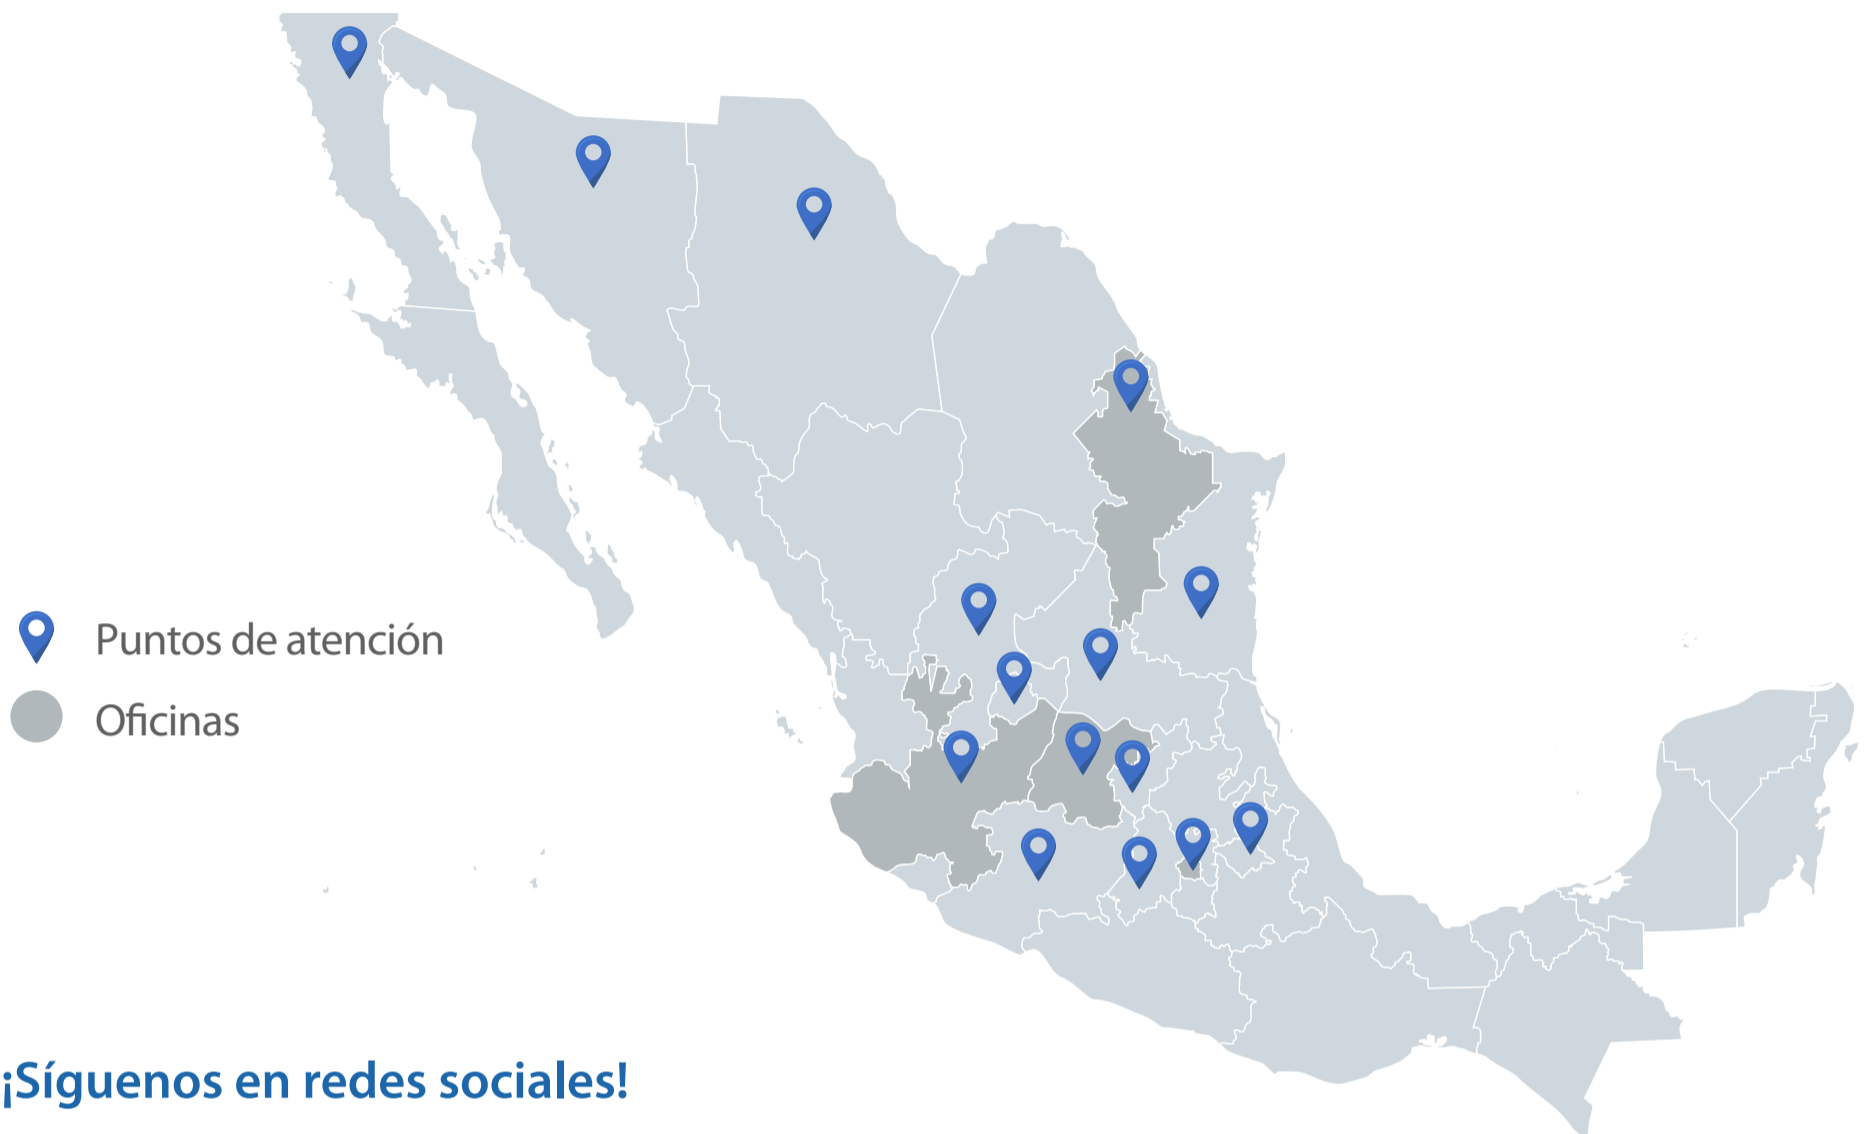 Puntos de atención
Oficinas
¡Síguenos en redes sociales!